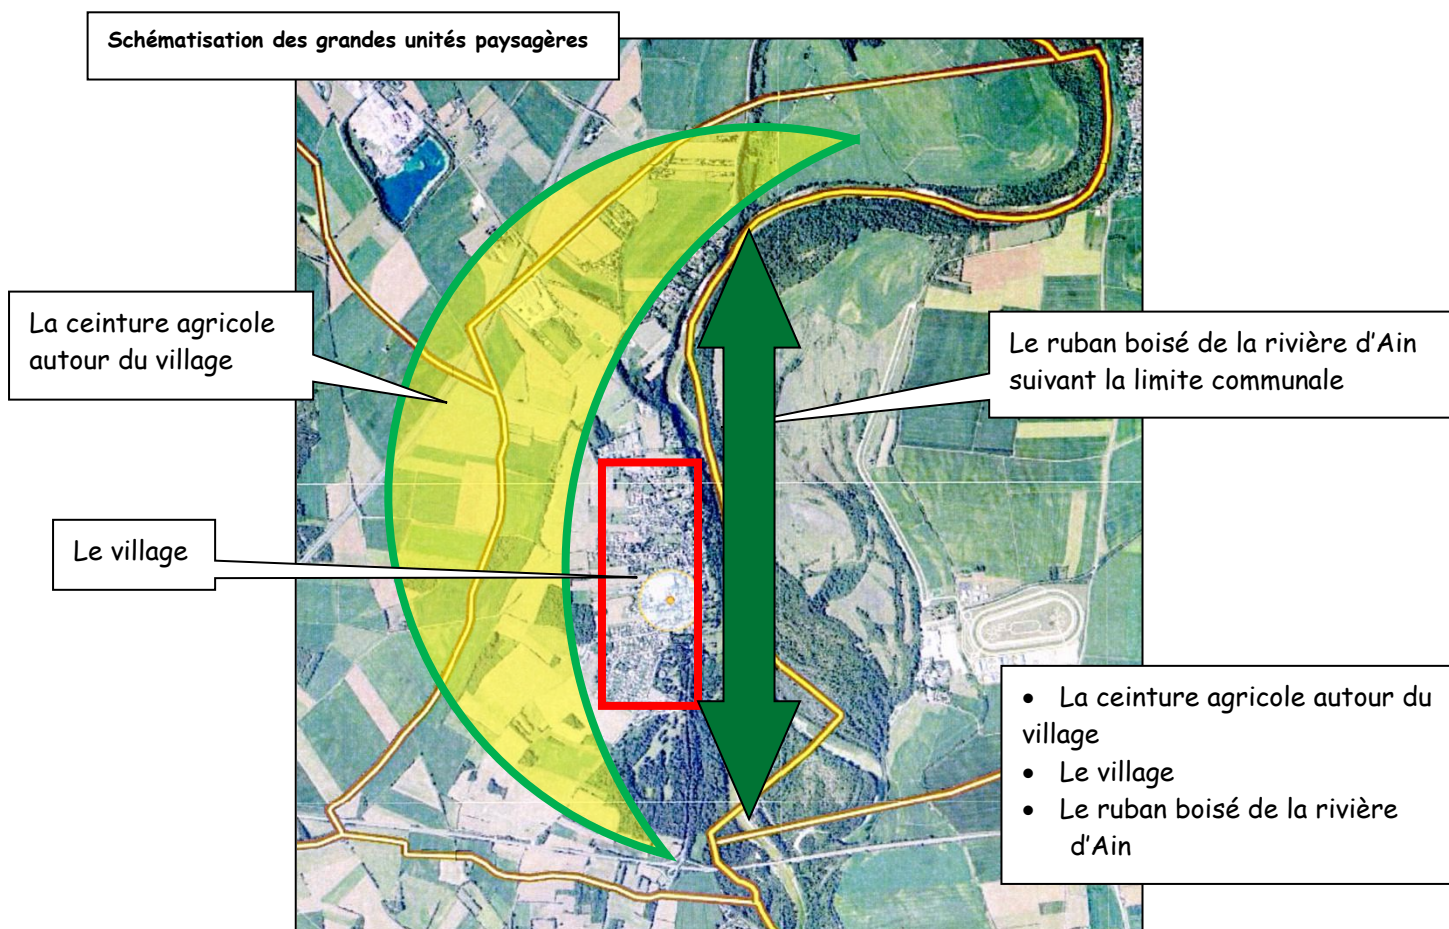 Schématisation des grandes unités paysagères
La ceinture agricole
autour du village
Le ruban boisé de la rivière d'Ain
suivant la limite communale
Le village
• La ceinture agricole autour du
village
• Le village
• Le ruban boisé de la rivière
d'Ain